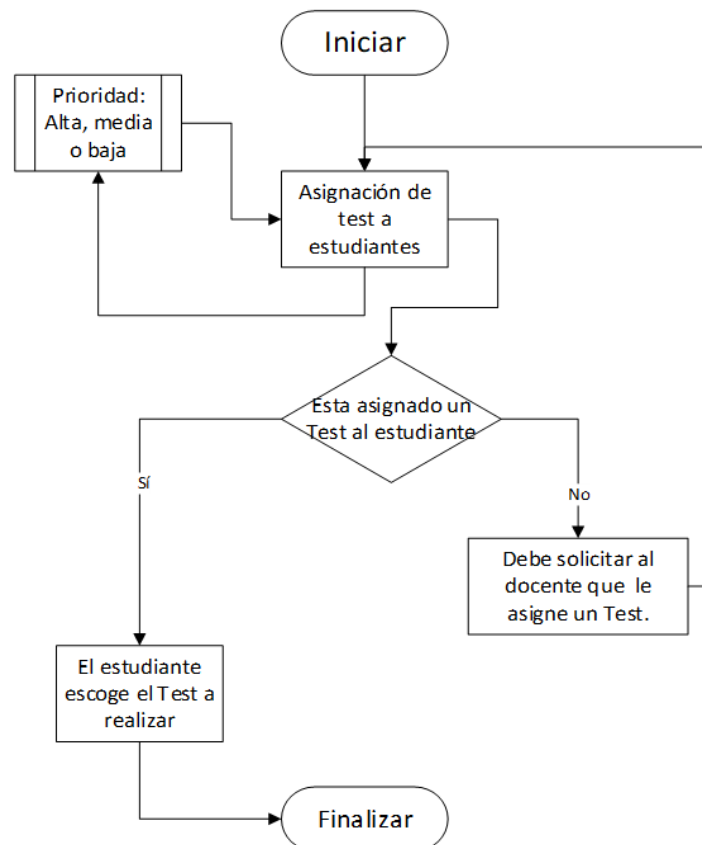 Iniciar
Prioridad:
Alta, media
o baja
Asignación de
test a
estudiantes
Esta asignado un
Test al estudiante
Sí
No
Debe solicitar al
docente que le
asigne un Test.
El estudiante
escoge el Test a
realizar
Finalizar